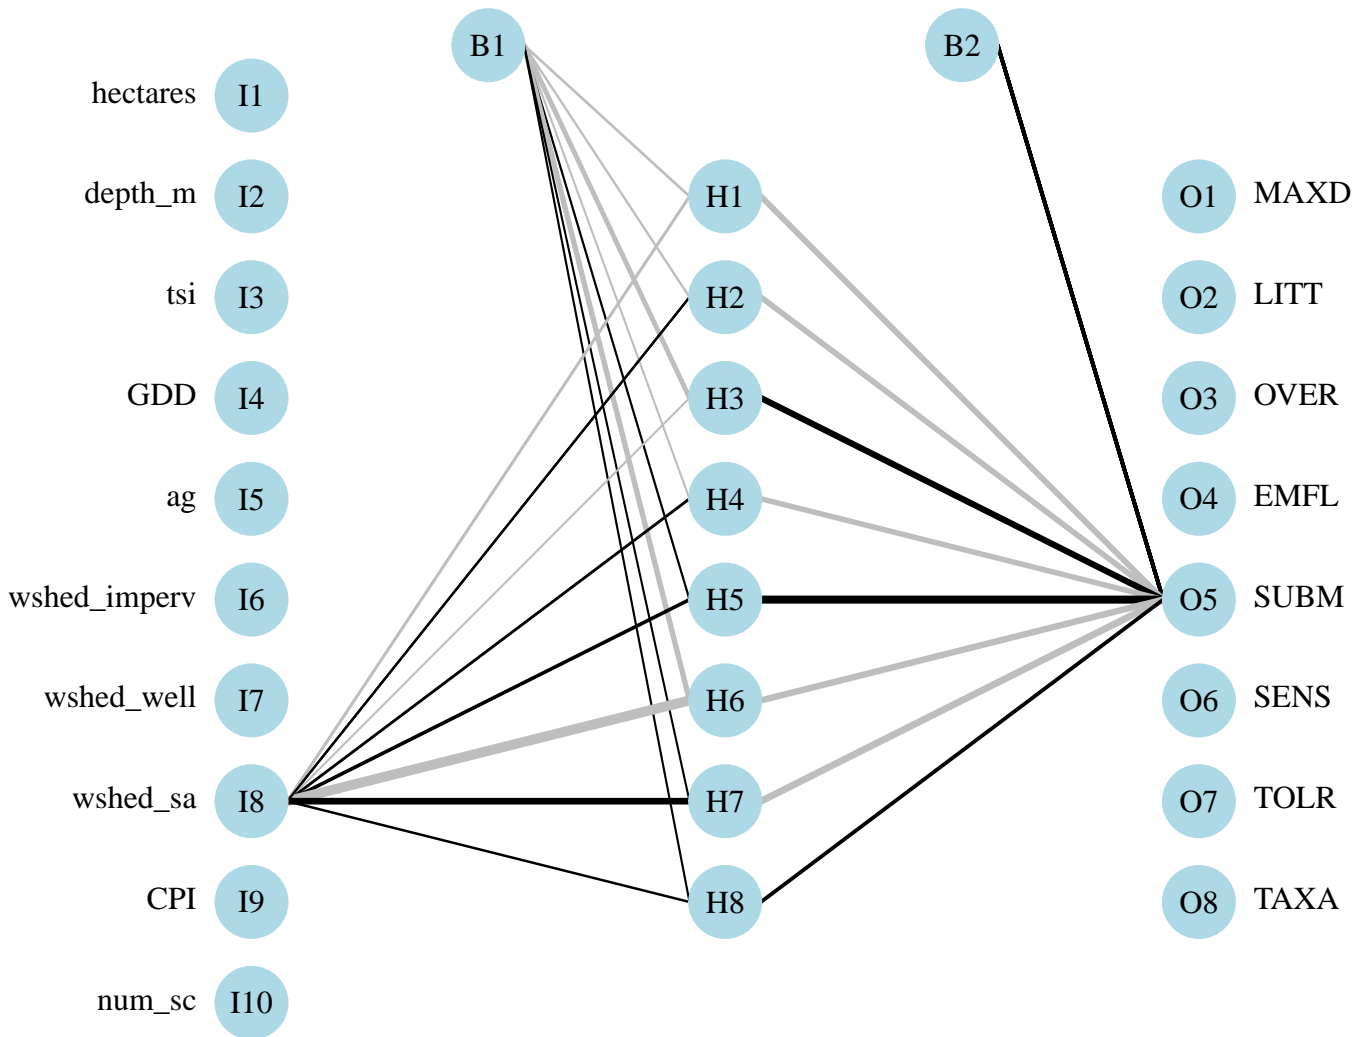 B1
B2
hectares I1
depth_m I2 H1 O1 MAXD
tsi I3 H2 O2 LITT
GDD I4 H3 O3 OVER
ag I5 H4 O4 EMFL
wshed_imperv I6 H5 O5 SUBM
wshed_well I7 H6 O6 SENS
wshed_sa I8 H7 O7 TOLR
CPI I9 H8 O8 TAXA
num_sc I10